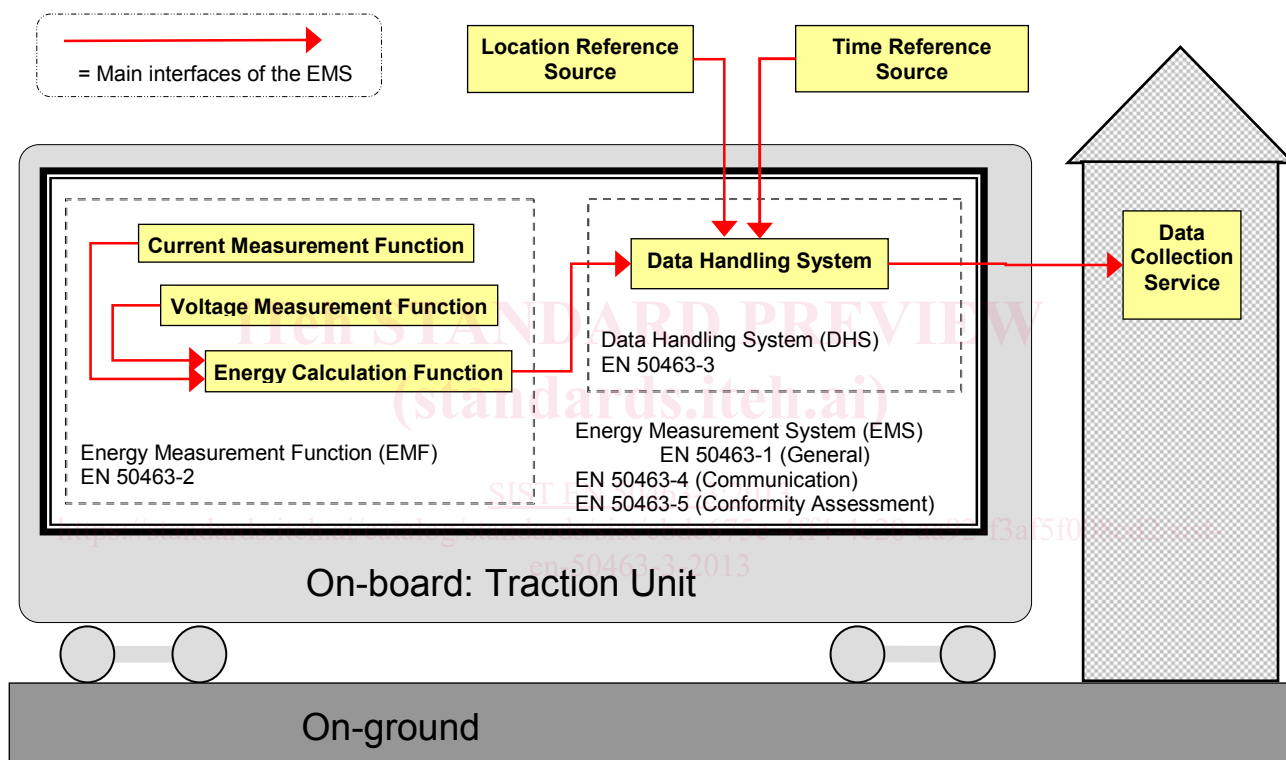 = Main interfaces of the EMS
Location Reference
Source
Time Reference
Source
Current Measurement Function
Voltage Measurement Function
Energy Calculation Function
Energy Measurement Function (EMF)
EN 50463-2
Data Handling System
Data Handling System (DHS)
EN 50463-3
Energy Measurement System (EMS)
EN 50463-1 (General)
EN 50463-4 (Communication)
EN 50463-5 (Conformity Assessment)
Data
Collection
Service
iTeh STANDARD PREVIEW
(standards.iteh.ai)
SIST EN
en-50463-3-2013
On-board: Traction Unit
On-ground